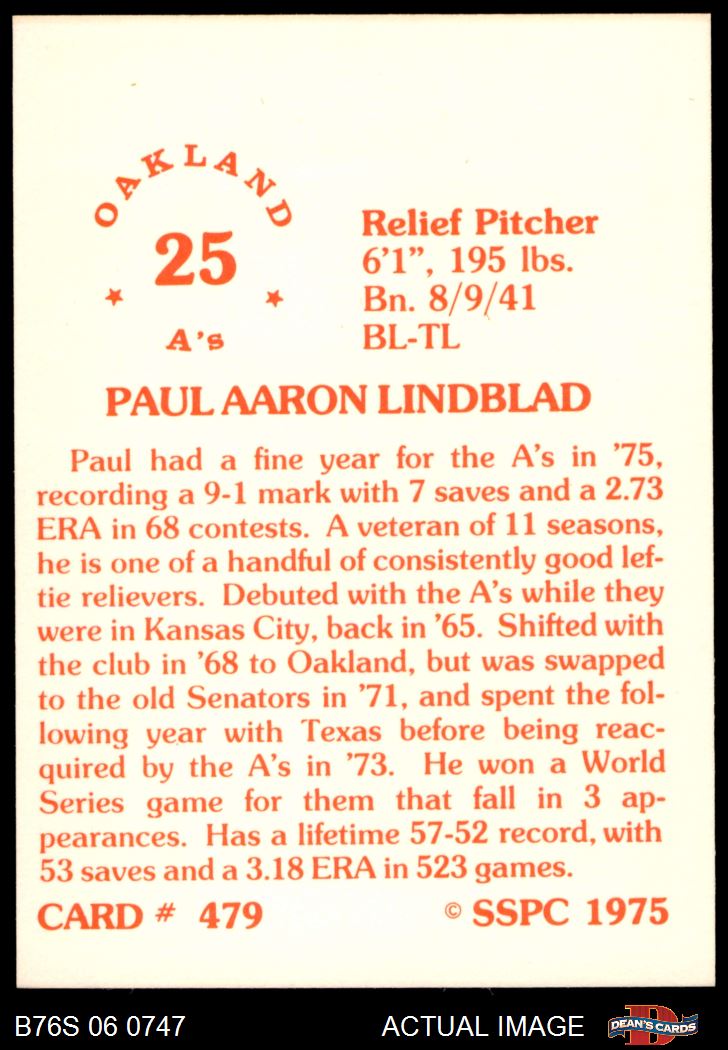 OAKLAND
25
A's
Relief Pitcher
6'1", 195 lbs.
Bn. 8/9/41
BL-TL
PAUL AARON LINDBLAD
Paul had a fine year for the A's in '75,
recording a 9-1 mark with 7 saves and a 2.73
ERA in 68 contests. A veteran of 11 seasons,
he is one of a handful of consistently good lef-
tie relievers. Debuted with the A's while they
were in Kansas City, back in '65. Shifted with
the club in '68 to Oakland, but was swapped
to the old Senators in '71, and spent the fol-
lowing year with Texas before being reac-
quired by the A's in '73. He won a World
Series game for them that fall in 3 ap-
pearances. Has a lifetime 57-52 record, with
53 saves and a 3.18 ERA in 523 games.
CARD # 479 © SSPC 1975
B76S 06 0747 ACTUAL IMAGE DEAN'S CARDS